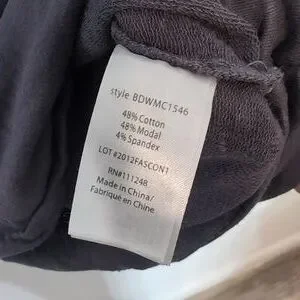 style BDWMC1546
48% Cotton
48% Modal
4% Spandex
LOT#2012FASCON1
RN#111248
Made in China/
Fabriqué en Chine